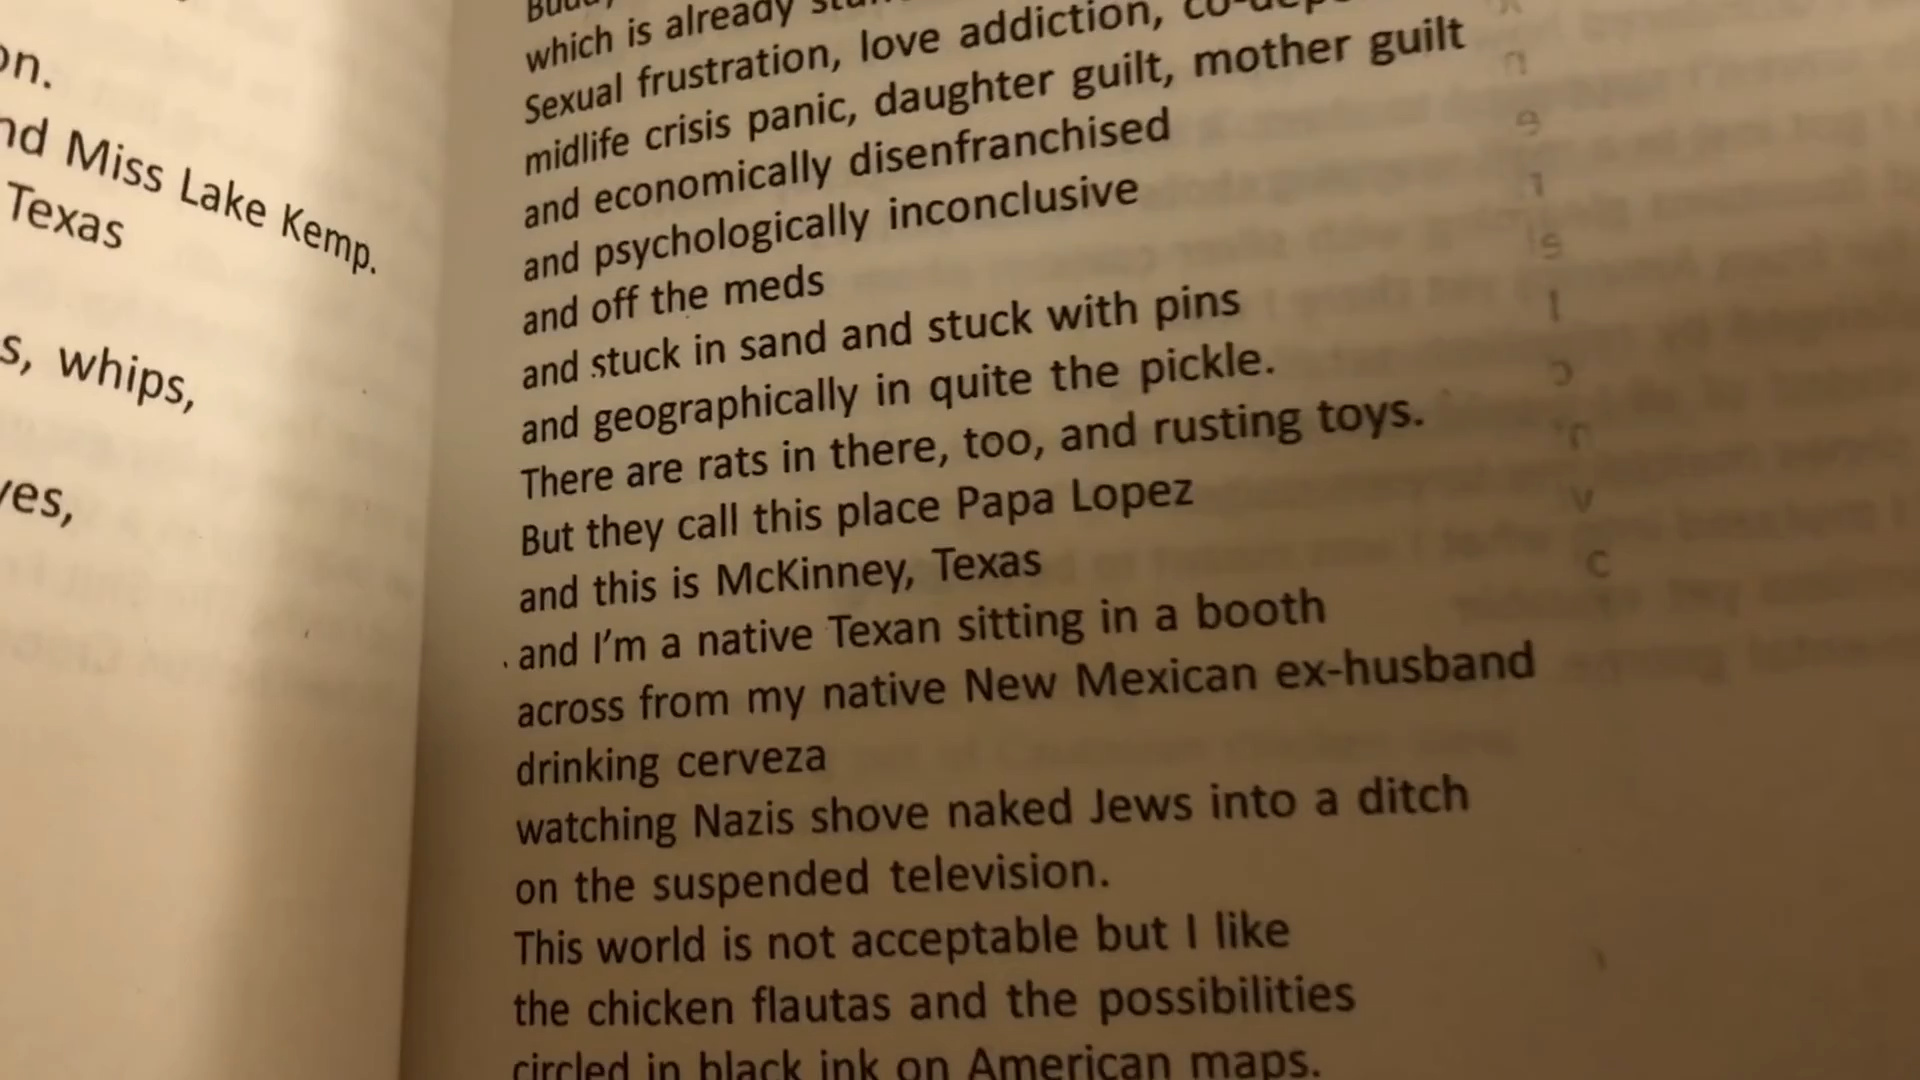 on.
nd Miss Lake Kemp.
Texas
s, whips,
yes,
which is already
Sexual frustration, love addiction,
midlife crisis panic, daughter guilt, mother guilt
and economically disenfranchised
and psychologically inconclusive
and off the meds
and stuck in sand and stuck with pins
and geographically in quite the pickle.
There are rats in there, too, and rusting toys.
But they call this place Papa Lopez
and this is McKinney, Texas
and I'm a native Texan sitting in a booth
across from my native New Mexican ex-husband
drinking cerveza
watching Nazis shove naked Jews into a ditch
on the suspended television.
This world is not acceptable but I like
the chicken flautas and the possibilities
circled in black ink on American maps.